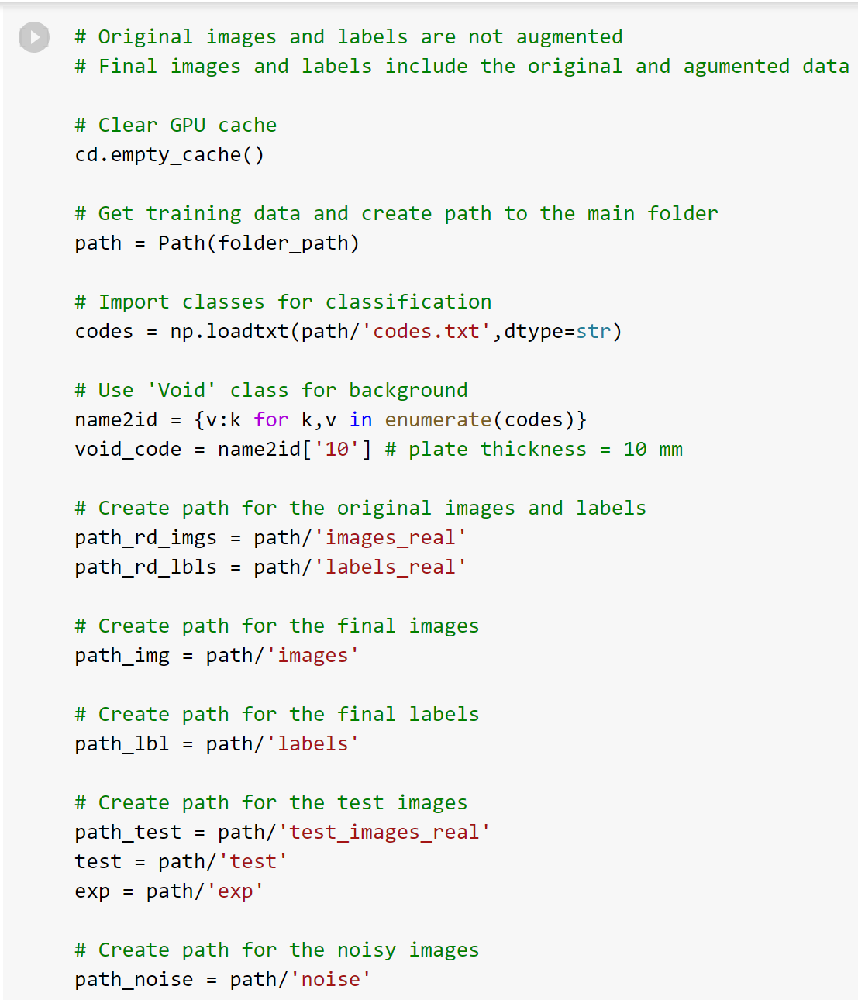 # Original images and labels are not augmented
# Final images and labels include the original and agumented data
# Clear GPU cache
cd.empty_cache()
# Get training data and create path to the main folder
path = Path(folder_path)
# Import classes for classification
codes = np.loadtxt(path/'codes.txt',dtype=str)
# Use 'Void' class for background
name2id = {v:k for k,v in enumerate(codes)}
void_code = name2id['10'] # plate thickness = 10 mm
# Create path for the original images and labels
path_rd_imgs = path/'images_real'
path_rd_lbls = path/'labels_real'
# Create path for the final images
path_img = path/'images'
# Create path for the final labels
path_lbl = path/'labels'
# Create path for the test images
path_test = path/'test_images_real'
test = path/'test'
exp = path/'exp'
# Create path for the noisy images
path_noise = path/'noise'